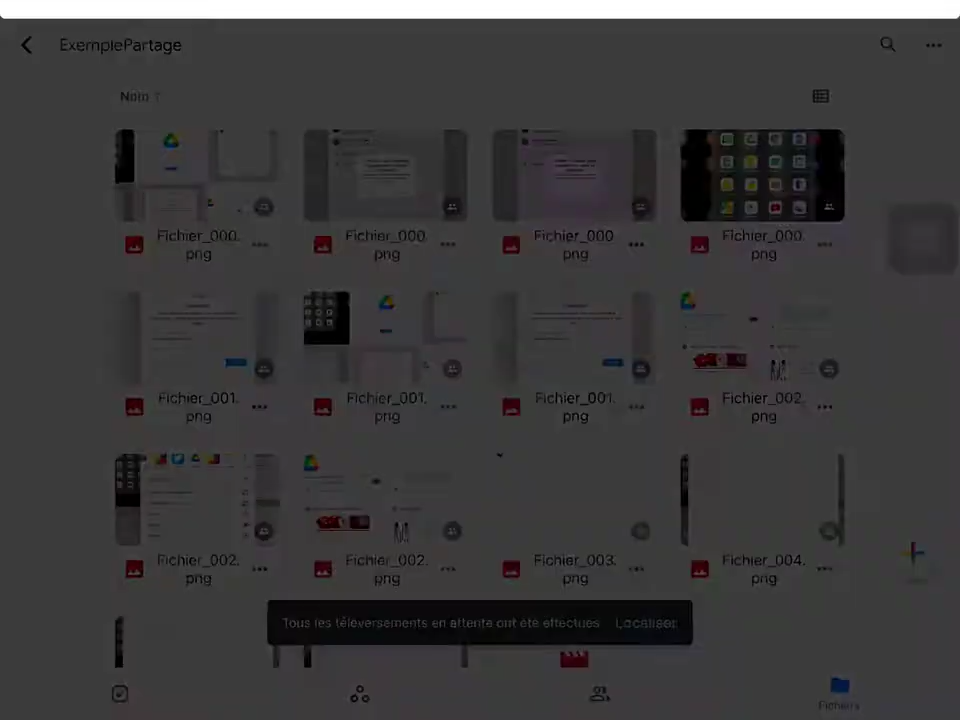 ExemplePartage
Nom ↑
Fichier_000.
png
Fichier_000.
png
Fichier_000
png
Fichier_000.
png
Fichier_001.
png
Fichier_001.
png
Fichier_001.
png
Fichier_002.
png
Fichier_002.
png
Fichier_002.
png
Fichier_003.
png
Fichier_004.
png
Tous les téléversements en attente ont été effectués Localiser
Fichiers